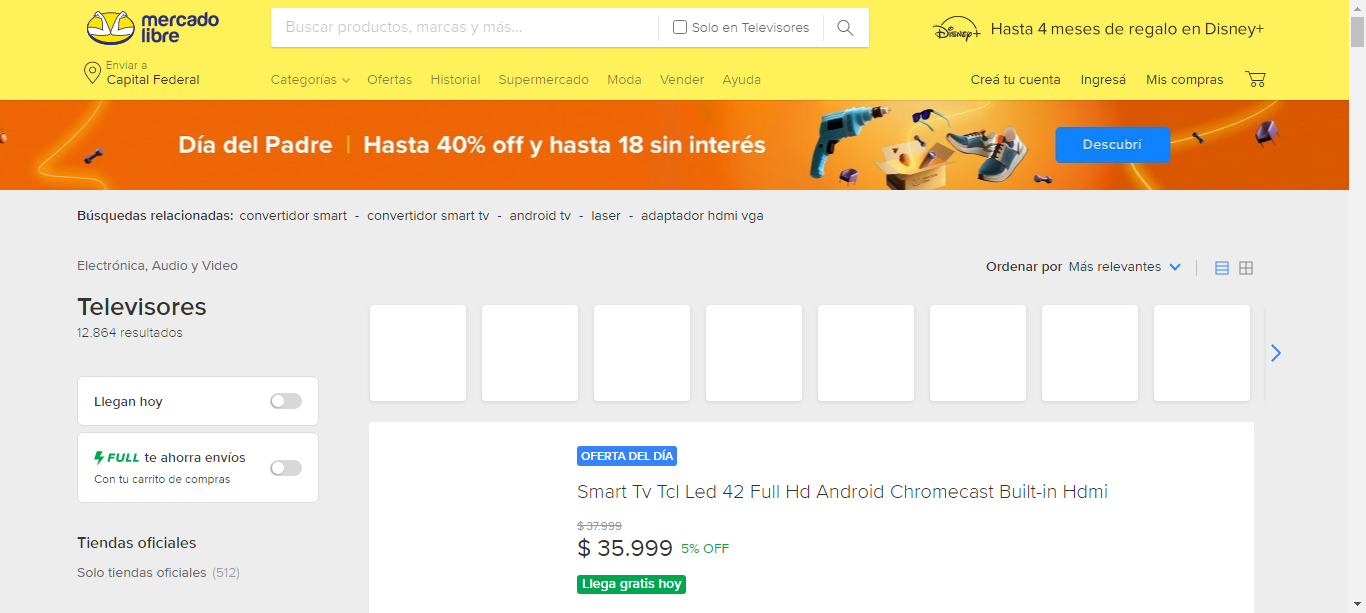 mercado
libre
Buscar productos, marcas y más...
Solo en Televisores
DISNEY+
Hasta 4 meses de regalo en Disney+
Enviar a
Capital Federal
Categorías
Ofertas
Historial
Supermercado
Moda
Vender
Ayuda
Creá tu cuenta
Ingresá
Mis compras
Día del Padre | Hasta 40% off y hasta 18 sin interés
Descubrí
Búsquedas relacionadas: convertidor smart - convertidor smart tv - android tv - laser - adaptador hdmi vga
Electrónica, Audio y Video
Ordenar por Más relevantes
Televisores
12.864 resultados
Llegan hoy
FULL te ahorra envíos
Con tu carrito de compras
Tiendas oficiales
Solo tiendas oficiales (512)
OFERTA DEL DÍA
Smart Tv Tcl Led 42 Full Hd Android Chromecast Built-in Hdmi
$ 37.999
$ 35.999 5% OFF
Llega gratis hoy